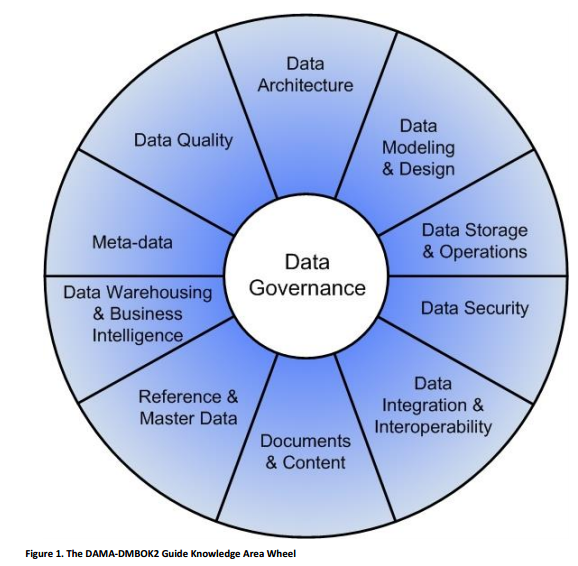 Data
Architecture
Data
Modeling
& Design
Data Storage
& Operations
Data Security
Data
Integration &
Interoperability
Documents
& Content
Reference &
Master Data
Data Warehousing
& Business
Intelligence
Meta-data
Data Quality
Data
Governance
Figure 1. The DAMA-DMBOK2 Guide Knowledge Area Wheel